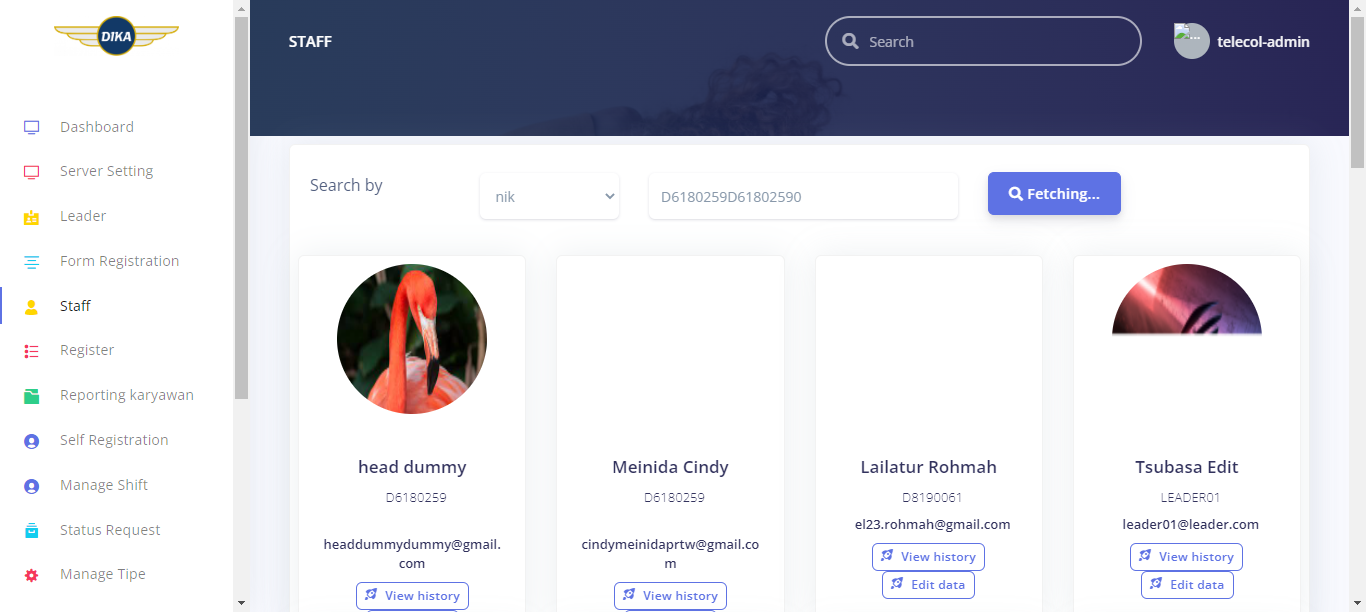 DIKA
STAFF
Search
...
telecol-admin
Dashboard
Server Setting
Leader
Form Registration
Staff
Register
Reporting karyawan
Self Registration
Manage Shift
Status Request
Manage Tipe
Search by
nik
D6180259D61802590
Fetching...
head dummy
D6180259
headdummydummy@gmail.
com
View history
Meinida Cindy
D6180259
cindymeinidaprtw@gmail.co
m
View history
Lailatur Rohmah
D8190061
el23.rohmah@gmail.com
View history
Edit data
Tsubasa Edit
LEADER01
leader01@leader.com
View history
Edit data